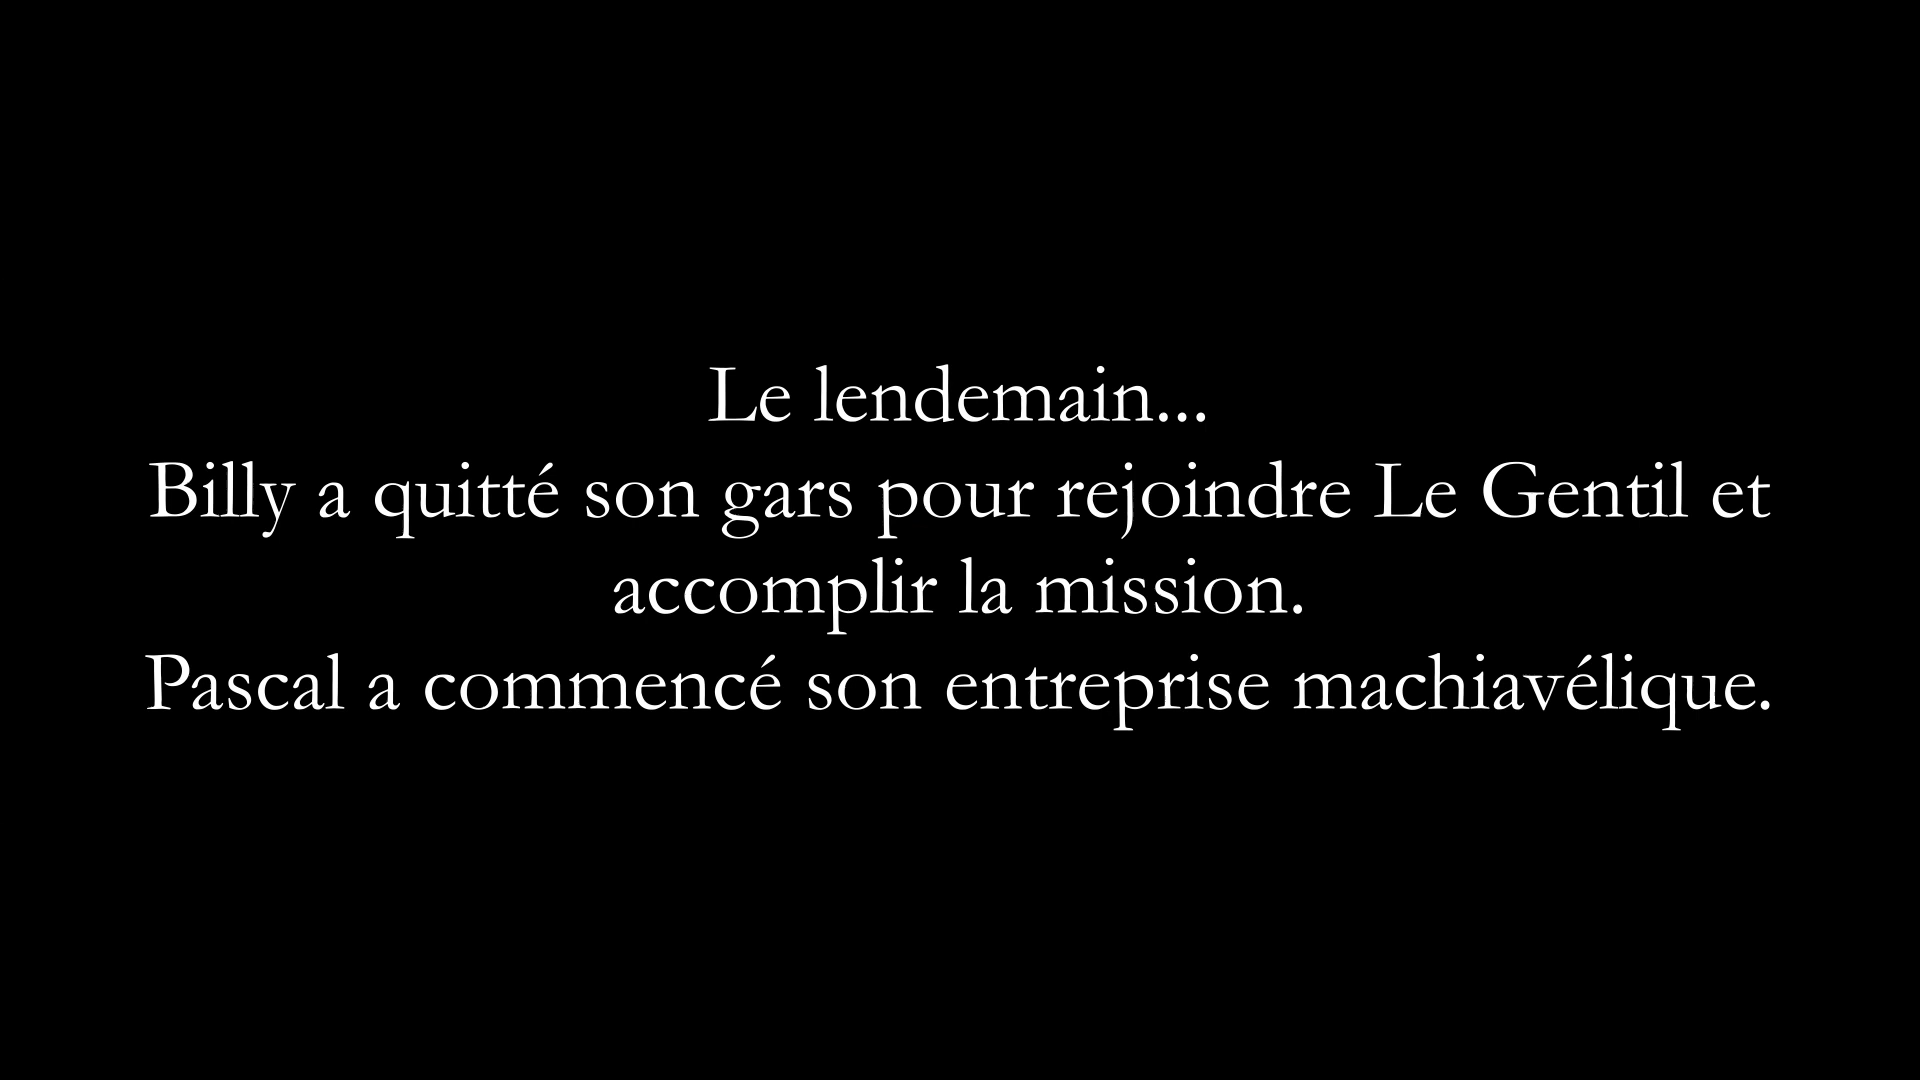 Le lendemain...
Billy a quitté son gars pour rejoindre Le Gentil et
accomplir la mission.
Pascal a commencé son entreprise machiavélique.